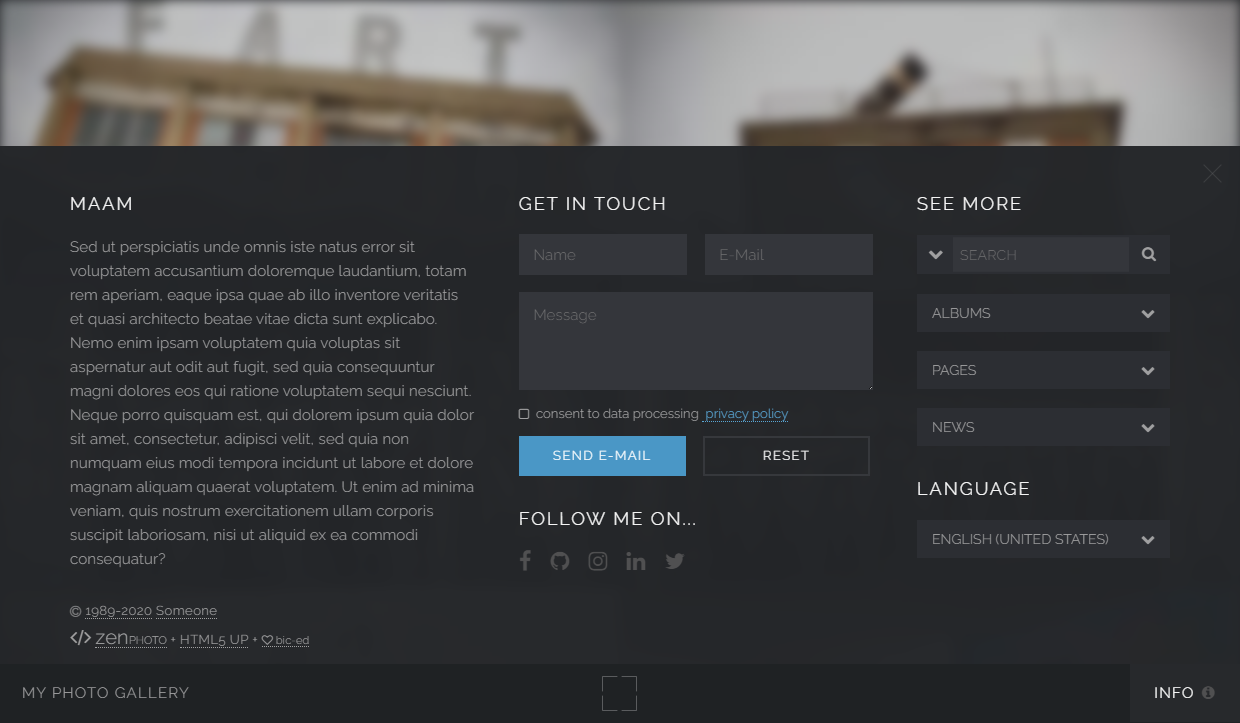 F A R T
MAAM
Sed ut perspiciatis unde omnis iste natus error sit
voluptatem accusantium doloremque laudantium, totam
rem aperiam, eaque ipsa quae ab illo inventore veritatis
et quasi architecto beatae vitae dicta sunt explicabo.
Nemo enim ipsam voluptatem quia voluptas sit
aspernatur aut odit aut fugit, sed quia consequuntur
magni dolores eos qui ratione voluptatem sequi nesciunt.
Neque porro quisquam est, qui dolorem ipsum quia dolor
sit amet, consectetur, adipisci velit, sed quia non
numquam eius modi tempora incidunt ut labore et dolore
magnam aliquam quaerat voluptatem. Ut enim ad minima
veniam, quis nostrum exercitationem ullam corporis
suscipit laboriosam, nisi ut aliquid ex ea commodi
consequatur?
© 1989-2020 Someone
</> zenPHOTO + HTML5 UP + ♡ bic-ed
GET IN TOUCH
Name
E-Mail
Message
consent to data processing privacy policy
SEND E-MAIL
RESET
FOLLOW ME ON...
SEE MORE
SEARCH
ALBUMS
PAGES
NEWS
LANGUAGE
ENGLISH (UNITED STATES)
MY PHOTO GALLERY
INFO